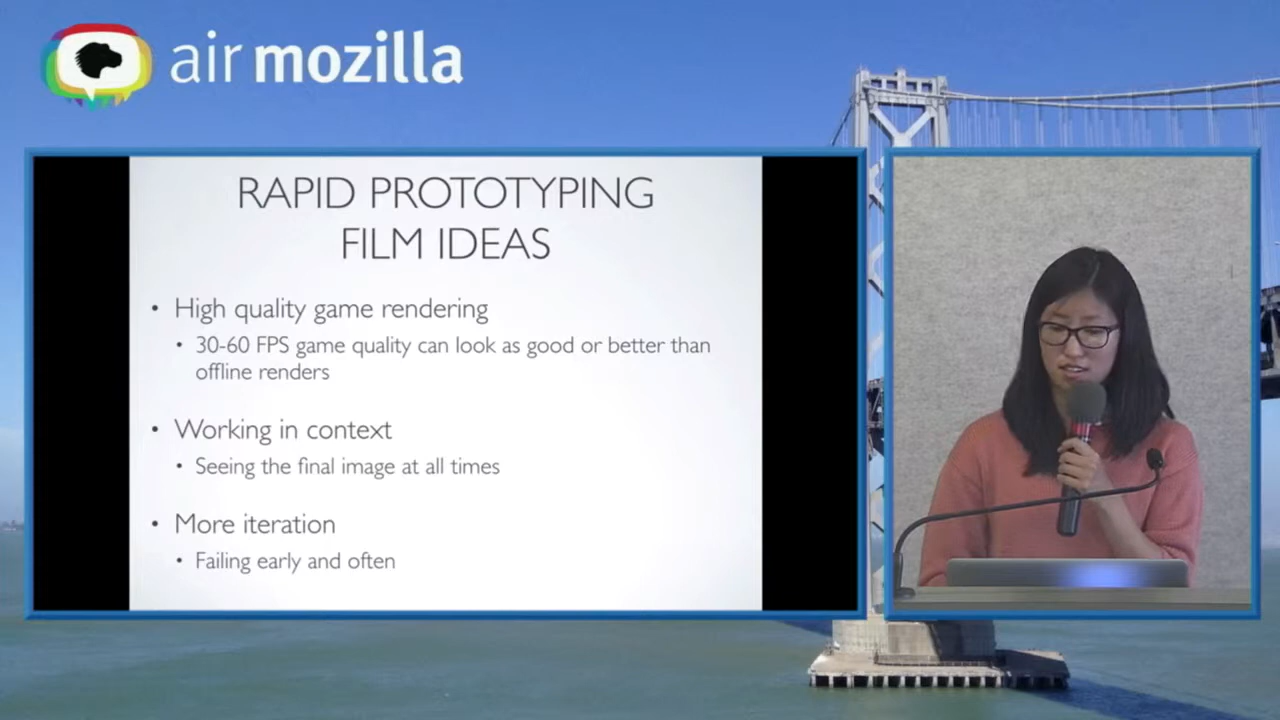 air mozilla
RAPID PROTOTYPING
FILM IDEAS
• High quality game rendering
• 30-60 FPS game quality can look as good or better than
offline renders
• Working in context
• Seeing the final image at all times
• More iteration
• Failing early and often